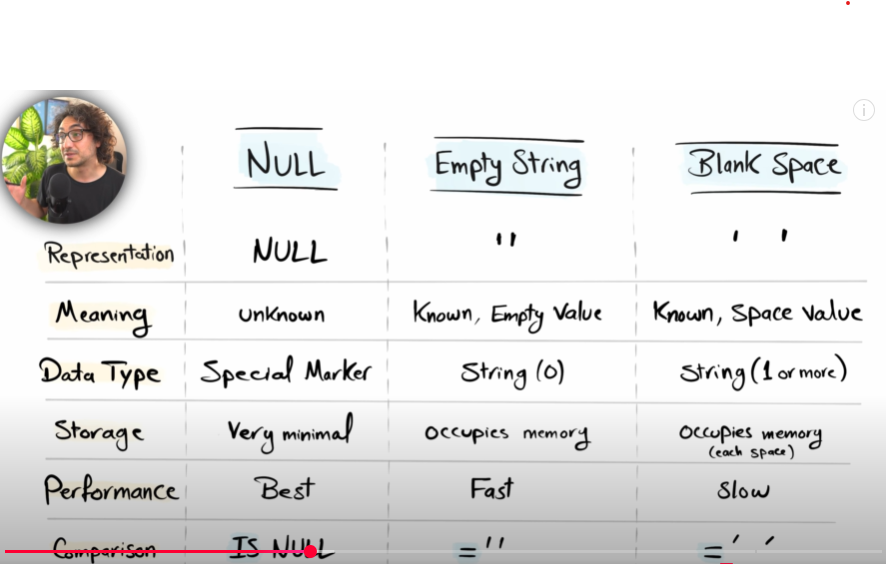 NULL Empty String Blank Space
Representation NULL '' ' '
Meaning unknown Known, Empty Value Known, Space Value
Data Type Special Marker String (0) String (1 or more)
Storage Very minimal occupies memory occupies memory
(each space)
Performance Best Fast Slow
Comparison IS NULL = '' = ' '